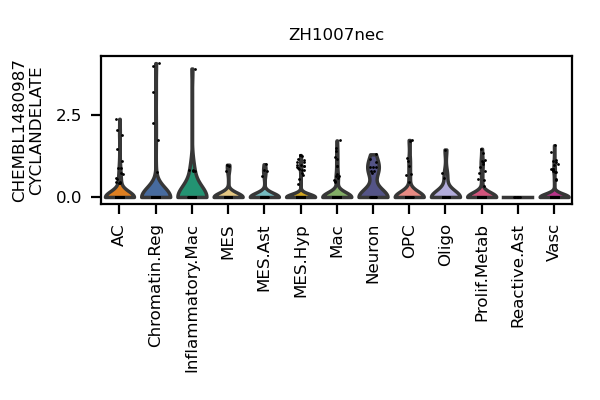 ZH1007nec
CHEMBL1480987
CYCLANDELATE
2.5
0.0
AC
Chromatin.Reg
Inflammatory.Mac
MES
MES.Ast
MES.Hyp
Mac
Neuron
OPC
Oligo
Prolif.Metab
Reactive.Ast
Vasc